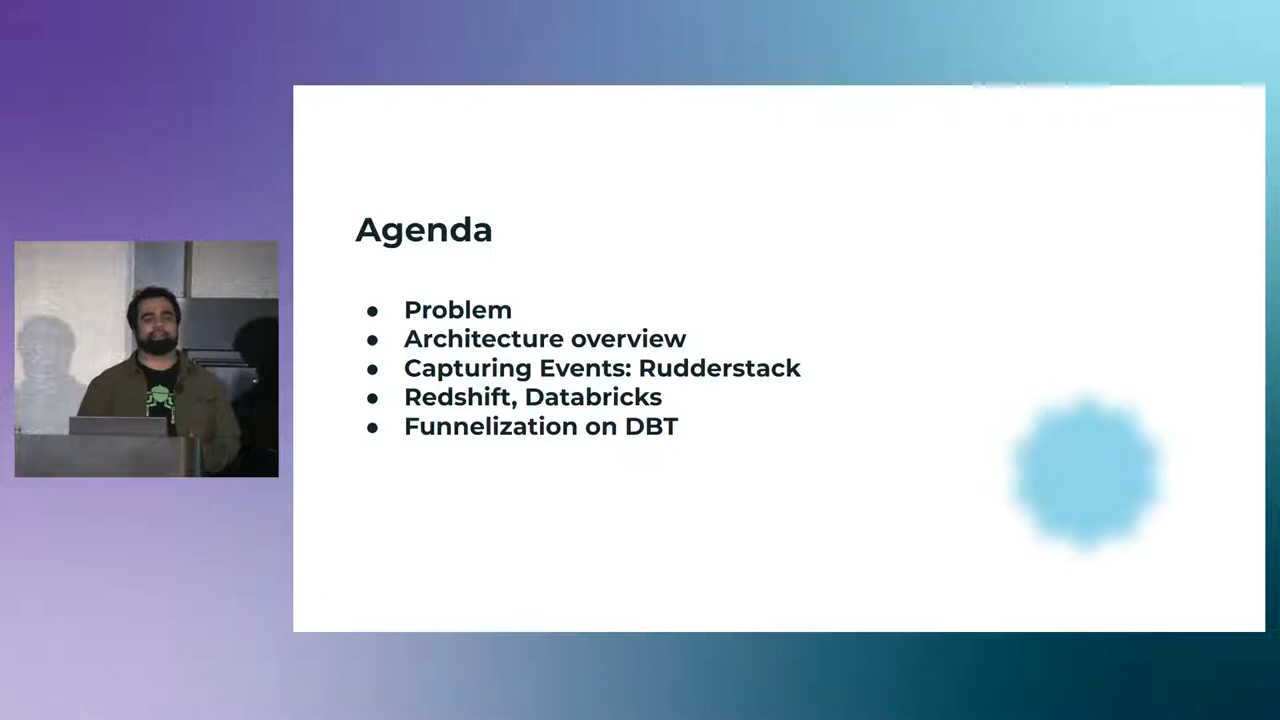 Agenda
● Problem
● Architecture overview
● Capturing Events: Rudderstack
● Redshift, Databricks
● Funnelization on DBT